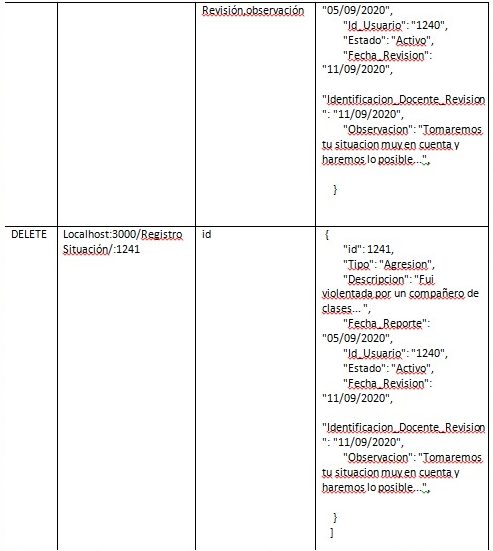 Revisión,observación
"05/09/2020",
"Id_Usuario": "1240",
"Estado": "Activo",
"Fecha_Revision":
"11/09/2020",
"Identificacion_Docente_Revision
": "11/09/2020",
"Observacion": "Tomaremos
tu situacion muy en cuenta y
haremos lo posible...",
}
DELETE
Localhost:3000/Registro
Situación/:1241
id
{
"id": 1241,
"Tipo": "Agresion",
"Descripcion": "Fui
violentada por un compañero de
clases... ",
"Fecha_Reporte":
"05/09/2020",
"Id_Usuario": "1240",
"Estado": "Activo",
"Fecha_Revision":
"11/09/2020",
"Identificacion_Docente_Revision
": "11/09/2020",
"Observacion": "Tomaremos
tu situacion muy en cuenta y
haremos lo posible...",
}
]